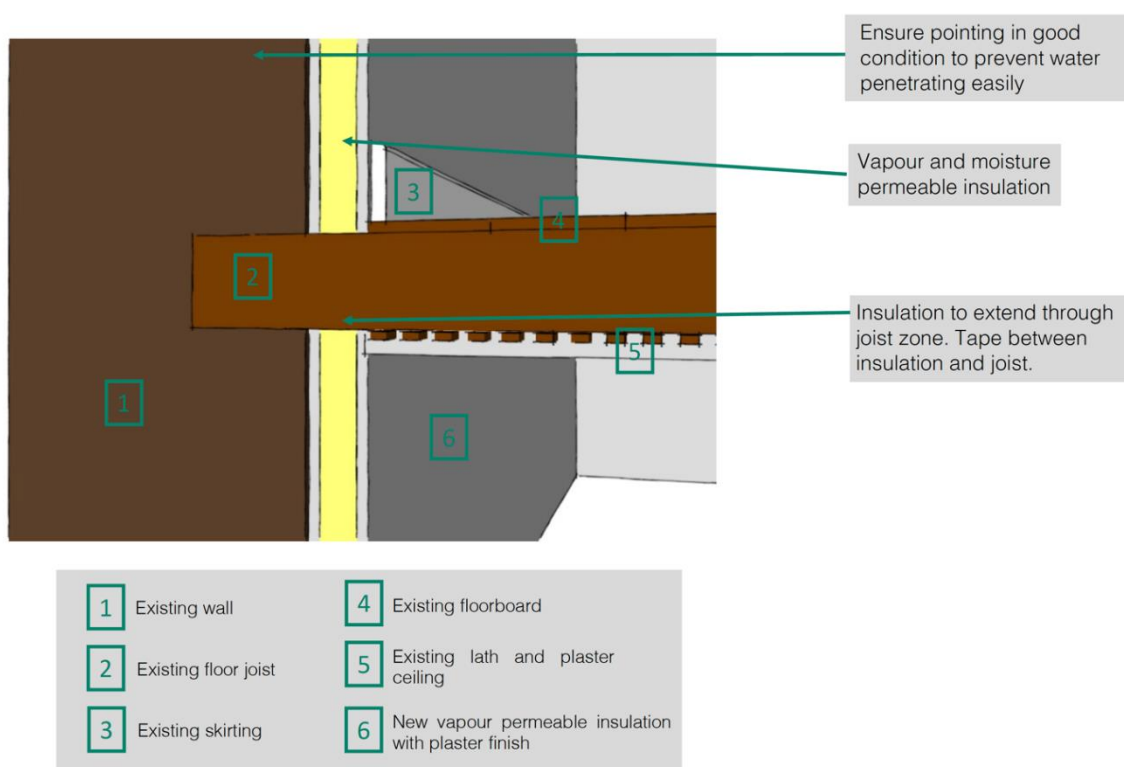 Ensure pointing in good
condition to prevent water
penetrating easily
Vapour and moisture
permeable insulation
3
4
2
Insulation to extend through
joist zone. Tape between
insulation and joist.
5
1
6
1 Existing wall
2 Existing floor joist
3 Existing skirting
4 Existing floorboard
5 Existing lath and plaster
ceiling
6 New vapour permeable insulation
with plaster finish